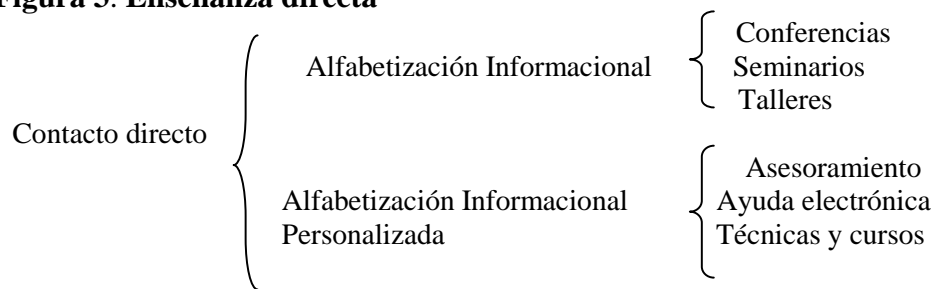 Figura 3. Enseñanza directa
Alfabetización Informacional
Conferencias
Seminarios
Talleres
Contacto directo
Alfabetización Informacional
Personalizada
Asesoramiento
Ayuda electrónica
Técnicas y cursos